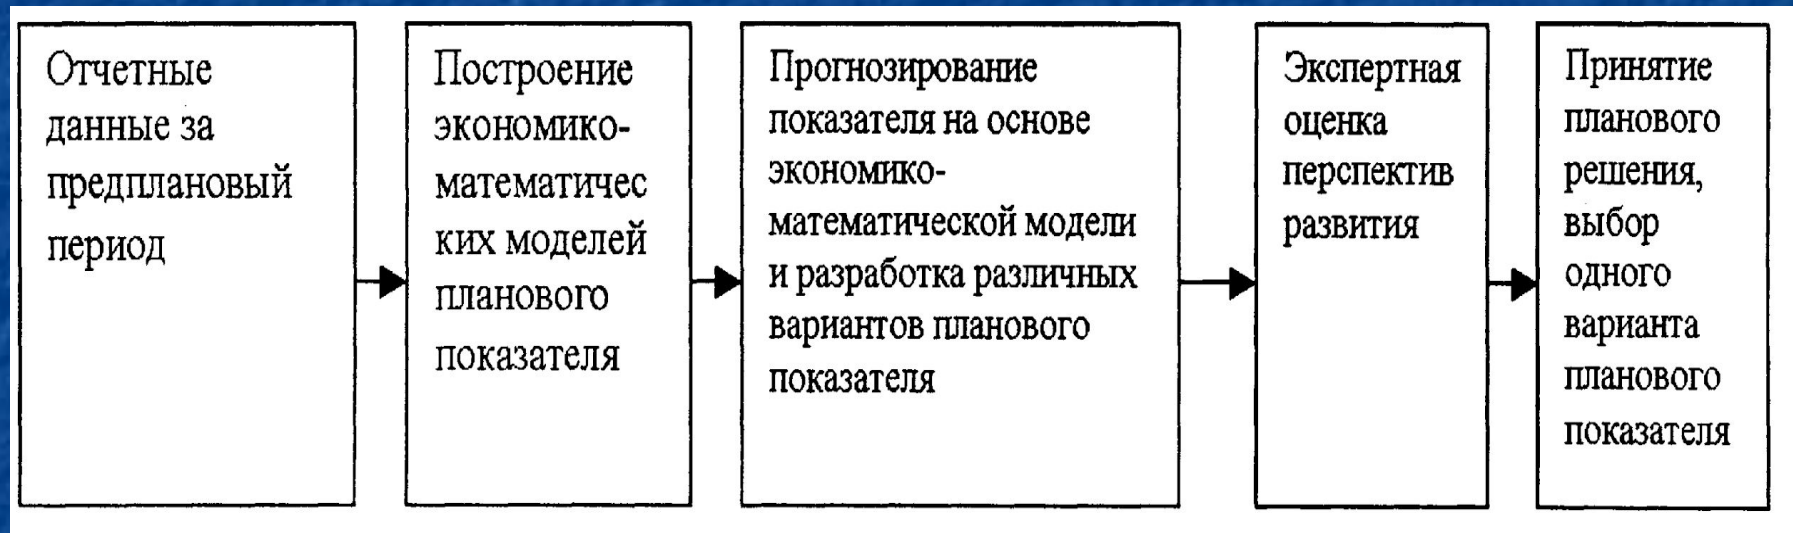 Отчетные
данные за
предплановый
период
Построение
экономико-
математичес
ких моделей
планового
показателя
Прогнозирование
показателя на основе
экономико-
математической модели
и разработка различных
вариантов планового
показателя
Экспертная
оценка
перспектив
развития
Принятие
планового
решения,
выбор
одного
варианта
планового
показателя